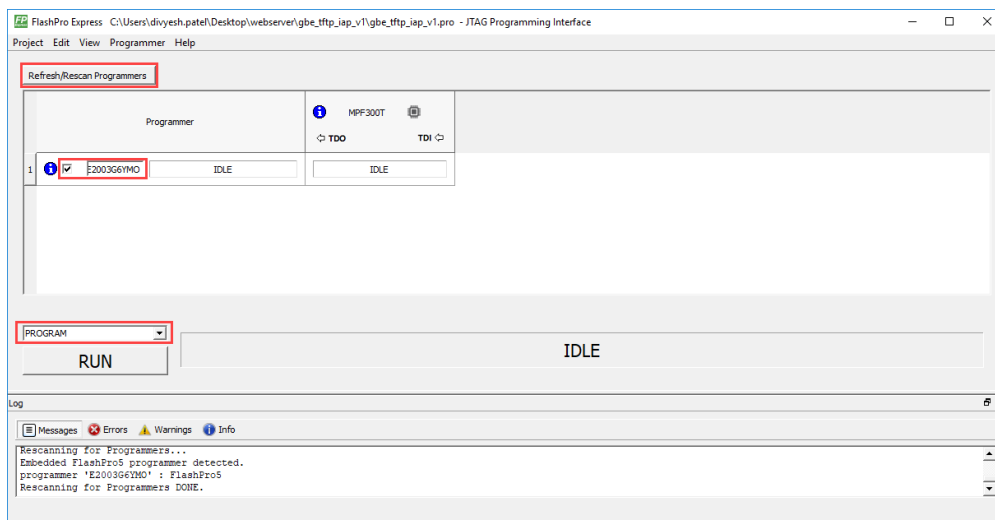 FP FlashPro Express C:\Users\divyesh.patel\Desktop\webserver\gbe_tftp_iap_v1\gbe_tftp_iap_v1.pro - JTAG Programming Interface
Project Edit View Programmer Help
Refresh/Rescan Programmers
Programmer
MPF300T
TDO TDI
1 E2003G6YMO IDLE IDLE
PROGRAM
RUN
IDLE
Log
Messages Errors Warnings Info
Rescanning for Programmers...
Embedded FlashPro5 programmer detected.
programmer 'E2003G6YMO' : FlashPro5
Rescanning for Programmers DONE.